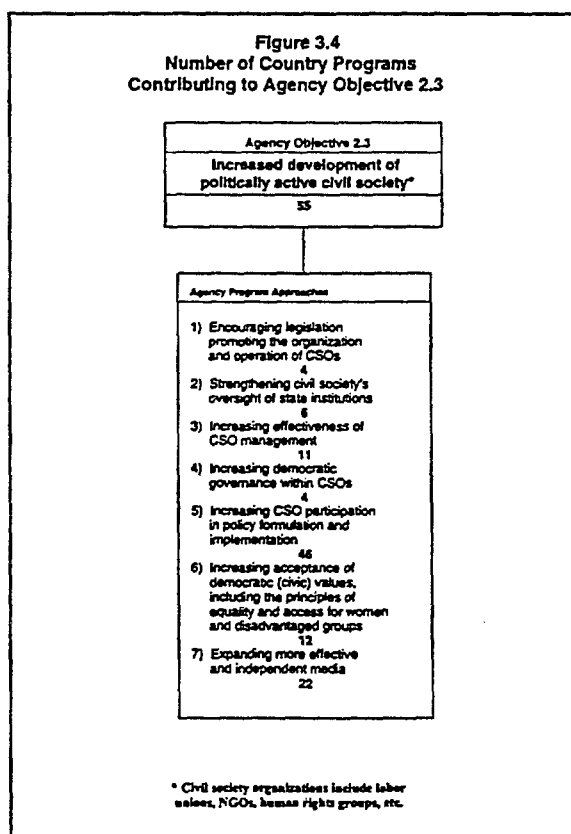 Figure 3.4
Number of Country Programs
Contributing to Agency Objective 2.3
Agency Objective 2.3
Increased development of
politically active civil society*
55
Agency Program Approaches
1) Encouraging legislation
promoting the organization
and operation of CSOs
4
2) Strengthening civil society's
oversight of state institutions
6
3) Increasing effectiveness of
CSO management
11
4) Increasing democratic
governance within CSOs
4
5) Increasing CSO participation
in policy formulation and
implementation
46
6) Increasing acceptance of
democratic (civic) values,
including the principles of
equality and access for women
and disadvantaged groups
12
7) Expanding more effective
and independent media
22
* Civil society organizations include labor
unions, NGOs, human rights groups, etc.